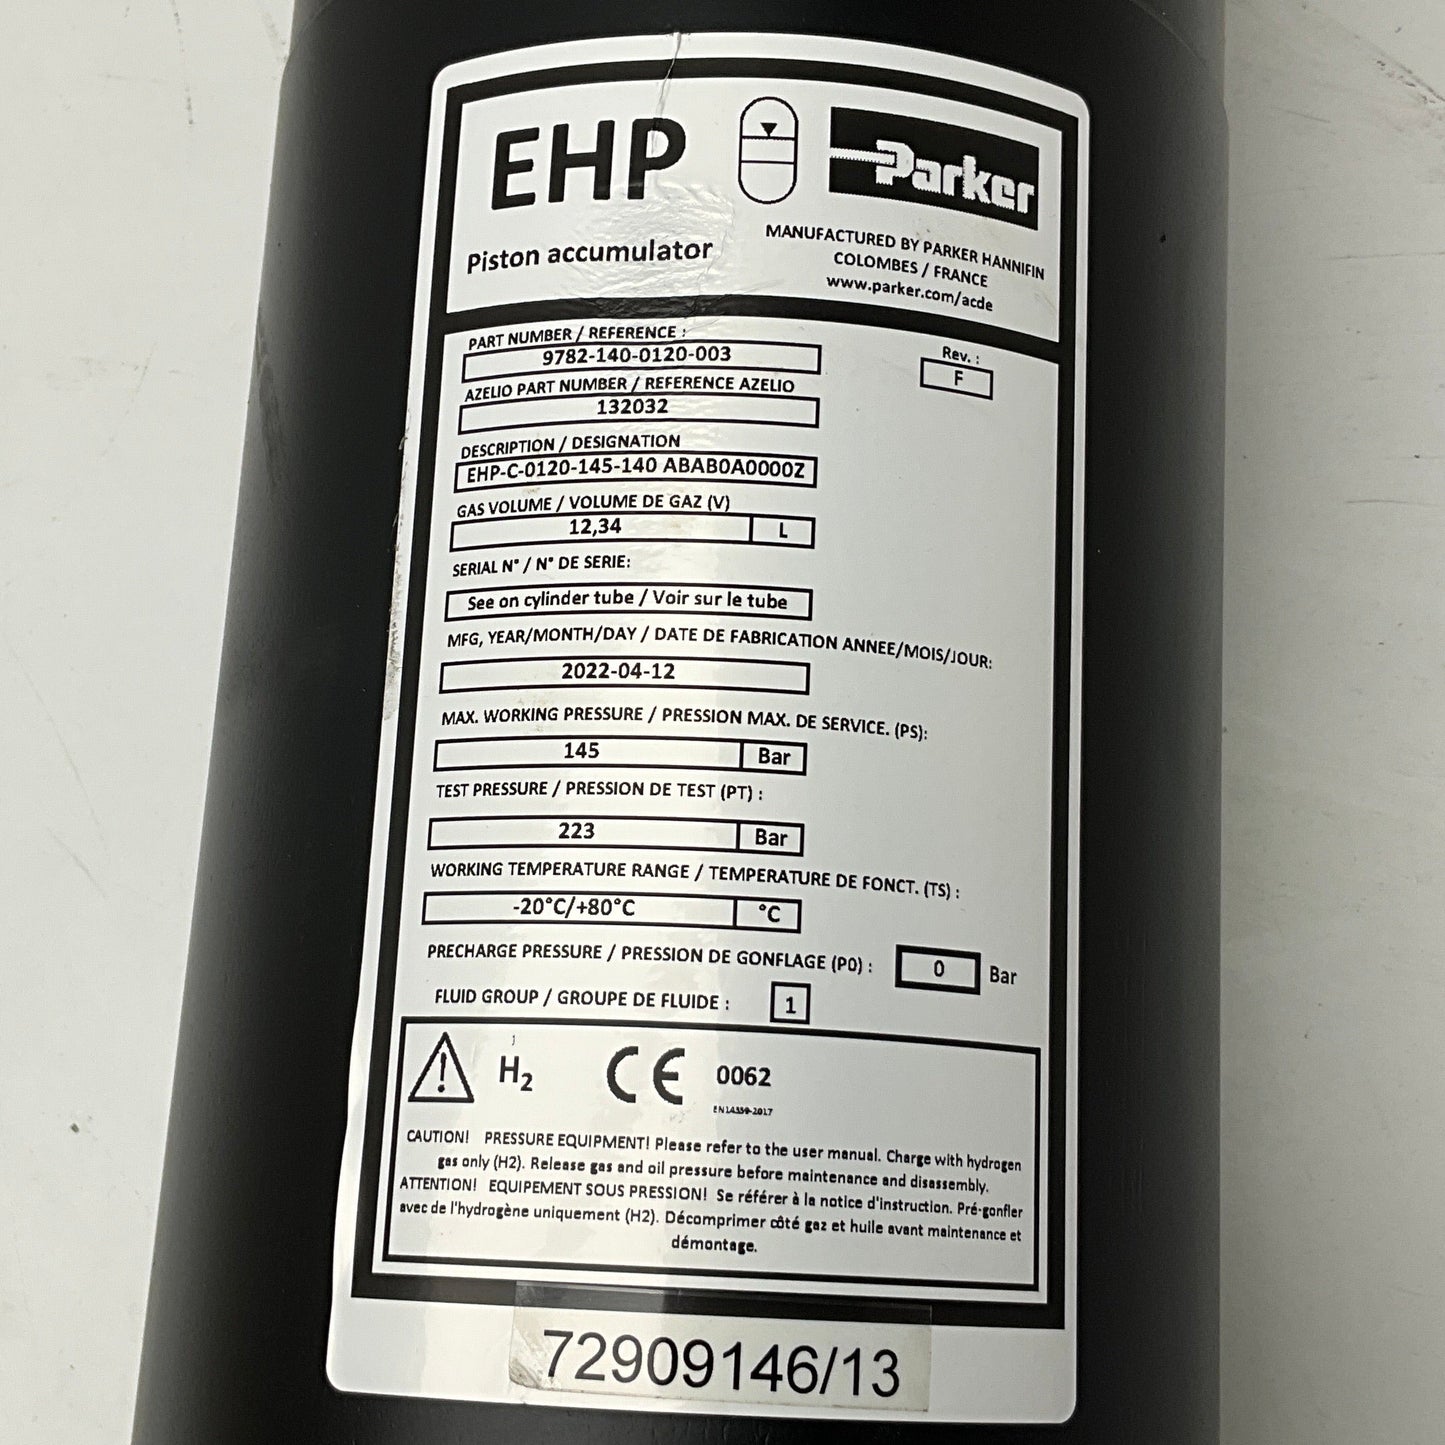 EHP
Parker
Piston accumulator
MANUFACTURED BY PARKER HANNIFIN
COLOMBES / FRANCE
www.parker.com/acde
PART NUMBER / REFERENCE :
9782-140-0120-003
Rev. :
F
AZELIO PART NUMBER / REFERENCE AZELIO
132032
DESCRIPTION / DESIGNATION
EHP-C-0120-145-140 ABAB0A0000Z
GAS VOLUME / VOLUME DE GAZ (V)
12,34 L
SERIAL N° / N° DE SERIE:
See on cylinder tube / Voir sur le tube
MFG, YEAR/MONTH/DAY / DATE DE FABRICATION ANNEE/MOIS/JOUR:
2022-04-12
MAX. WORKING PRESSURE / PRESSION MAX. DE SERVICE. (PS):
145 Bar
TEST PRESSURE / PRESSION DE TEST (PT) :
223 Bar
WORKING TEMPERATURE RANGE / TEMPERATURE DE FONCT. (TS) :
-20°C/+80°C °C
PRECHARGE PRESSURE / PRESSION DE GONFLAGE (P0) : 0 Bar
FLUID GROUP / GROUPE DE FLUIDE : 1
H2 CE 0062
EN14359-2017
CAUTION! PRESSURE EQUIPMENT! Please refer to the user manual. Charge with hydrogen
gas only (H2). Release gas and oil pressure before maintenance and disassembly.
ATTENTION! EQUIPEMENT SOUS PRESSION! Se référer à la notice d'instruction. Pré-gonfler
avec de l'hydrogène uniquement (H2). Décomprimer côté gaz et huile avant maintenance et
démontage.
72909146/13